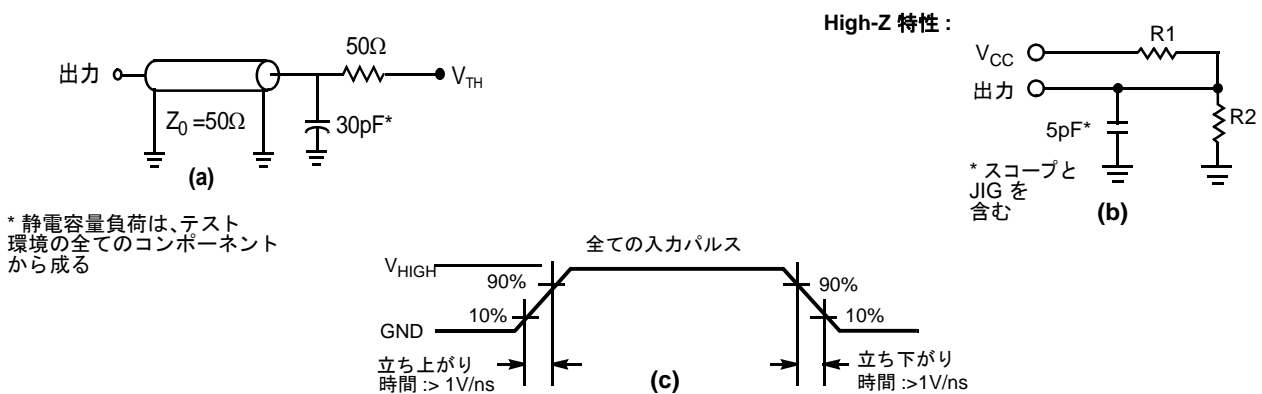 High-Z 特性 :
50Ω
出力
V_TH
Z0 =50Ω
30pF*
(a)
* 静電容量負荷は、テスト
環境の全てのコンポーネント
から成る
R1
VCC
出力
R2
5pF*
* スコープと
JIG を
含む
(b)
全ての入力パルス
VHIGH
90%
90%
10%
10%
GND
立ち上がり
時間 :> 1V/ns
(c)
立ち下がり
時間 :>1V/ns